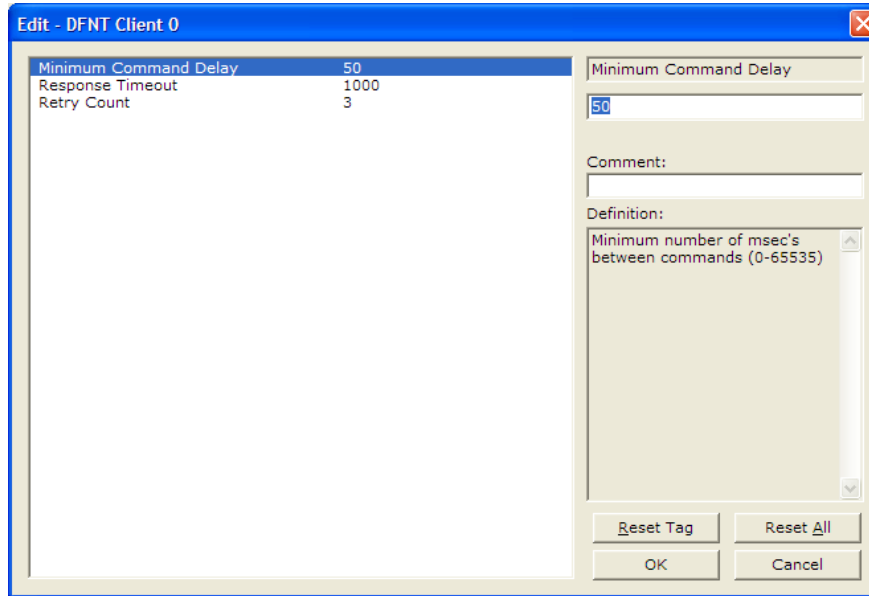 Edit - DFNT Client 0
Minimum Command Delay 50
Response Timeout 1000
Retry Count 3
Minimum Command Delay
50
Comment:
Definition:
Minimum number of msec's
between commands (0-65535)
Reset Tag Reset All
OK Cancel